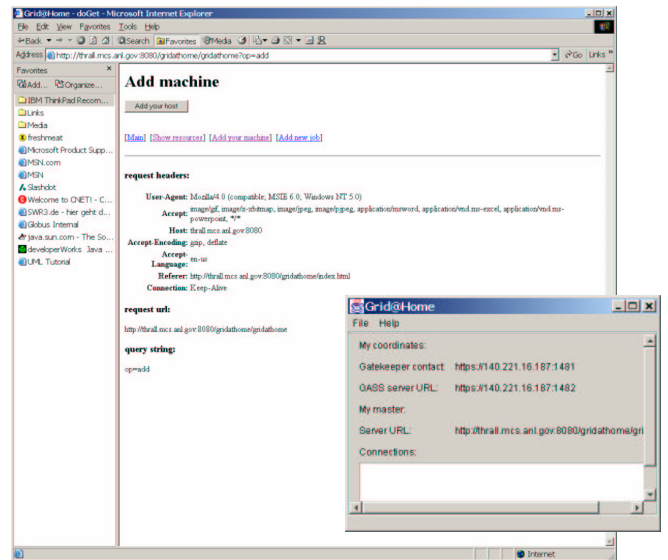 Grid@Home - doGet - Microsoft Internet Explorer
File Edit View Favorites Tools Help
Back Search Favorites Media
Address http://thrall.mcs.anl.gov:8080/gridathome/gridathome?op=add Go Links »
Favorites ×
Add... Organize...
IBM ThinkPad Recom...
Links
Media
freshmeat
Microsoft Product Supp...
MSN.com
MSN
Slashdot
Welcome to CNET! - C...
SWR3.de - hier geht d...
Globus Internal
java.sun.com - The So...
developerWorks Java ...
UML Tutorial
Add machine
Add your host
[Main] [Show resources] [Add your machine] [Add new job]
request headers:
User-Agent: Mozilla/4.0 (compatible; MSIE 6.0; Windows NT 5.0)
Accept: image/gif, image/x-xbitmap, image/jpeg, image/pjpeg, application/msword, application/vnd.ms-excel, application/vnd.ms-
powerpoint, */*
Host: thrall.mcs.anl.gov:8080
Accept-Encoding: gzip, deflate
Accept-
Language: en-us
Referer: http://thrall.mcs.anl.gov:8080/gridathome/index.html
Connection: Keep-Alive
request url:
http://thrall.mcs.anl.gov:8080/gridathome/gridathome
query string:
op=add
Internet
Grid@Home
File Help
My coordinates:
Gatekeeper contact: https://140.221.16.187:1481
GASS server URL: https://140.221.16.187:1482
My master:
Server URL: http://thrall.mcs.anl.gov:8080/gridathome/gri
Connections: